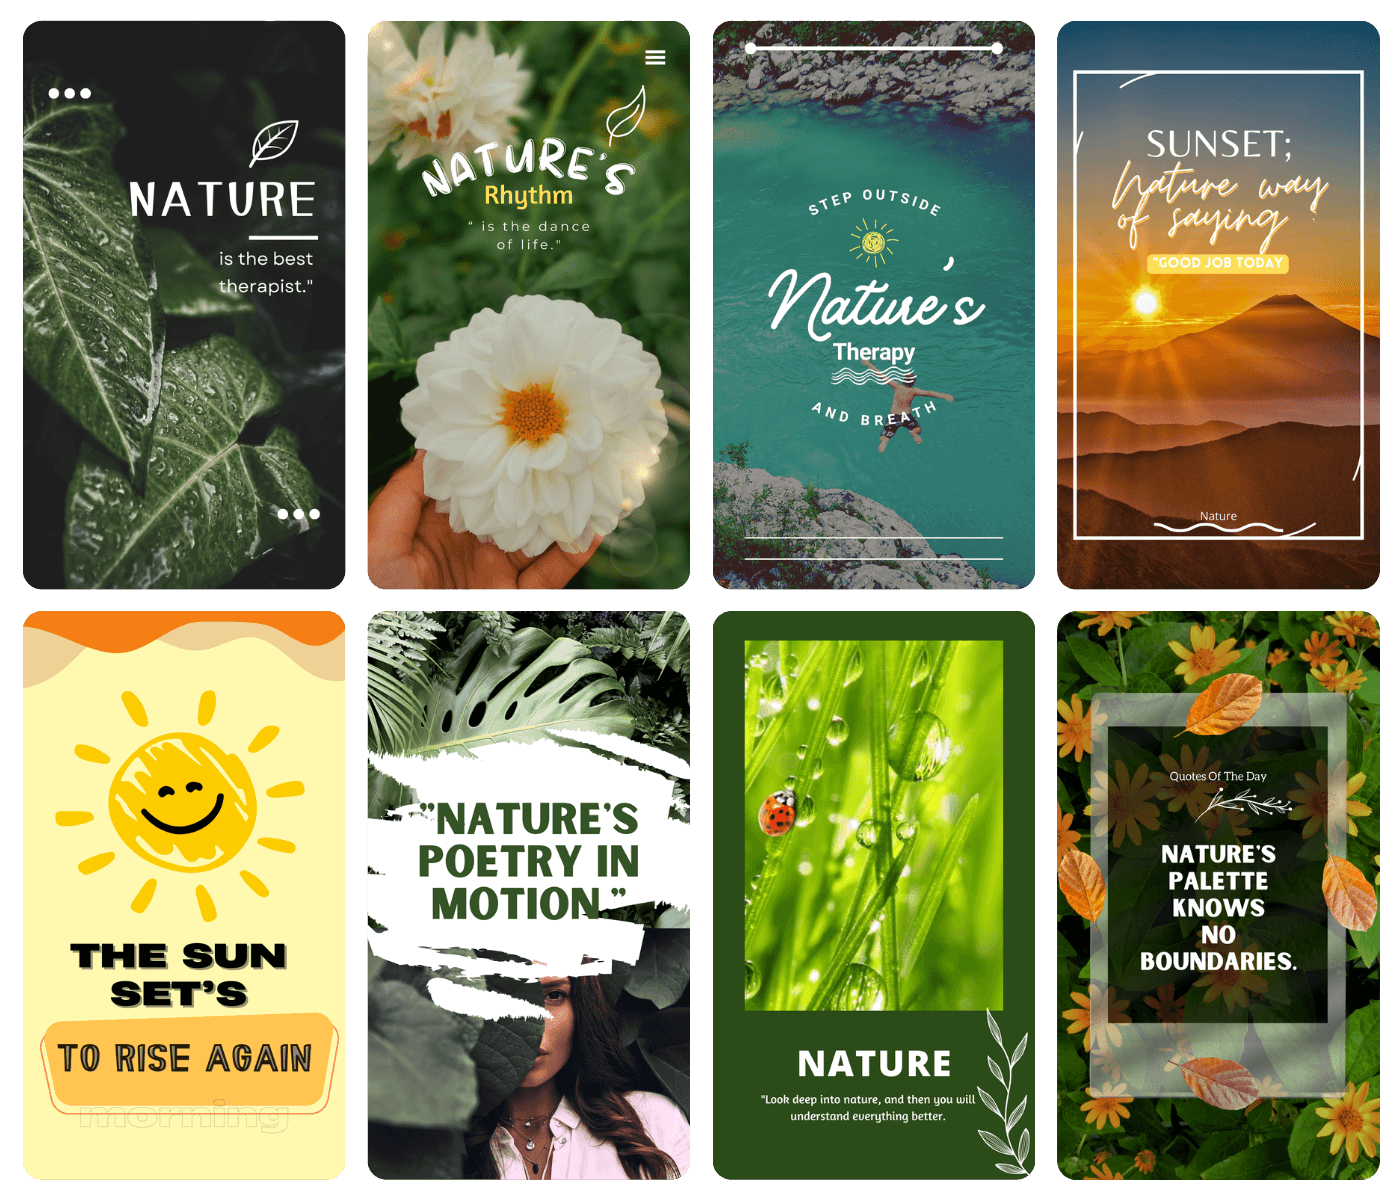 NATURE
is the best
therapist."
NATURE'S
Rhythm
" is the dance
of life."
STEP OUTSIDE
Nature's
Therapy
AND BREATH
SUNSET;
Nature way
of saying
"GOOD JOB TODAY
Nature
THE SUN
SET'S
TO RISE AGAIN
morning
"NATURE'S
POETRY IN
MOTION."
NATURE
"Look deep into nature, and then you will
understand everything better.
Quotes Of The Day
NATURE'S
PALETTE
KNOWS
NO
BOUNDARIES.